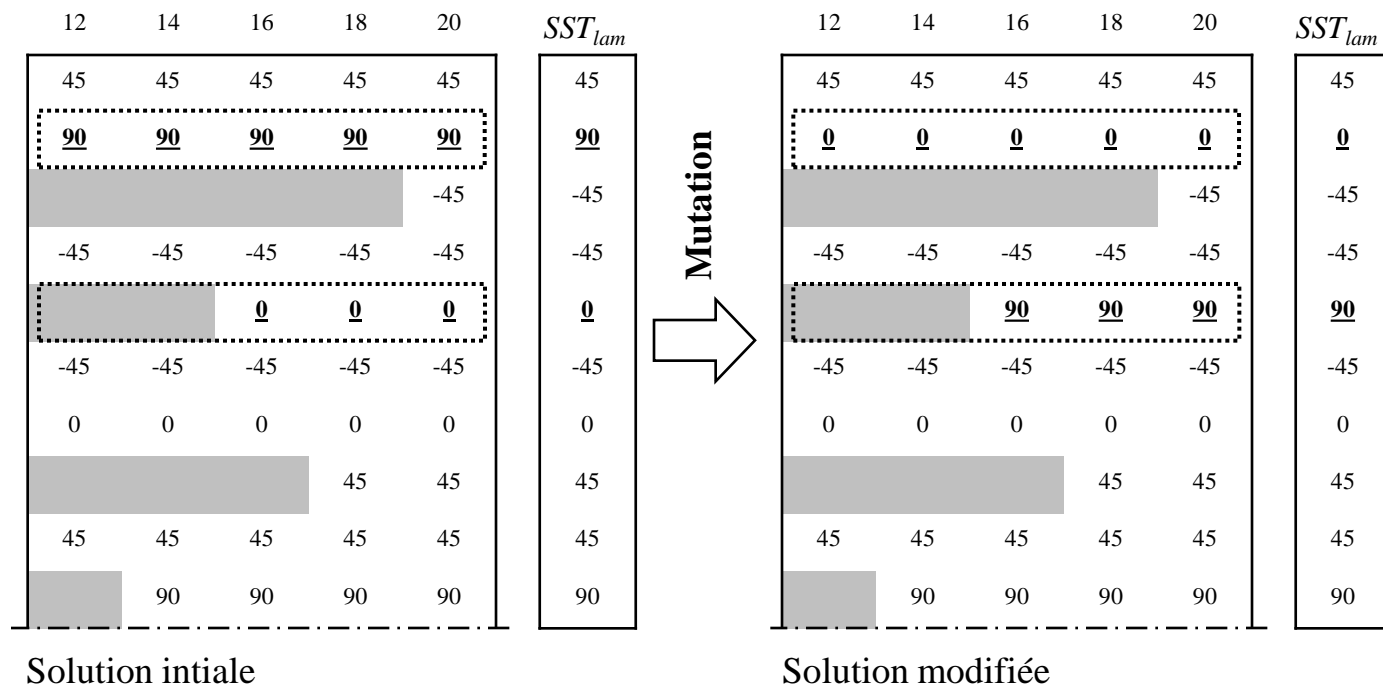 12 14 16 18 20 SST_lam 12 14 16 18 20 SST_lam
45 45 45 45 45 45 45 45 45 45 45 45
90 90 90 90 90 90 0 0 0 0 0 0
-45 -45 -45 -45
-45 -45 -45 -45 -45 -45 -45 -45 -45 -45 -45 -45
0 0 0 0 90 90 90 90
-45 -45 -45 -45 -45 -45 -45 -45 -45 -45 -45 -45
0 0 0 0 0 0 0 0 0 0 0 0
45 45 45 45 45 45
45 45 45 45 45 45 45 45 45 45 45 45
90 90 90 90 90 90 90 90 90 90
Mutation
Solution intiale
Solution modifiée